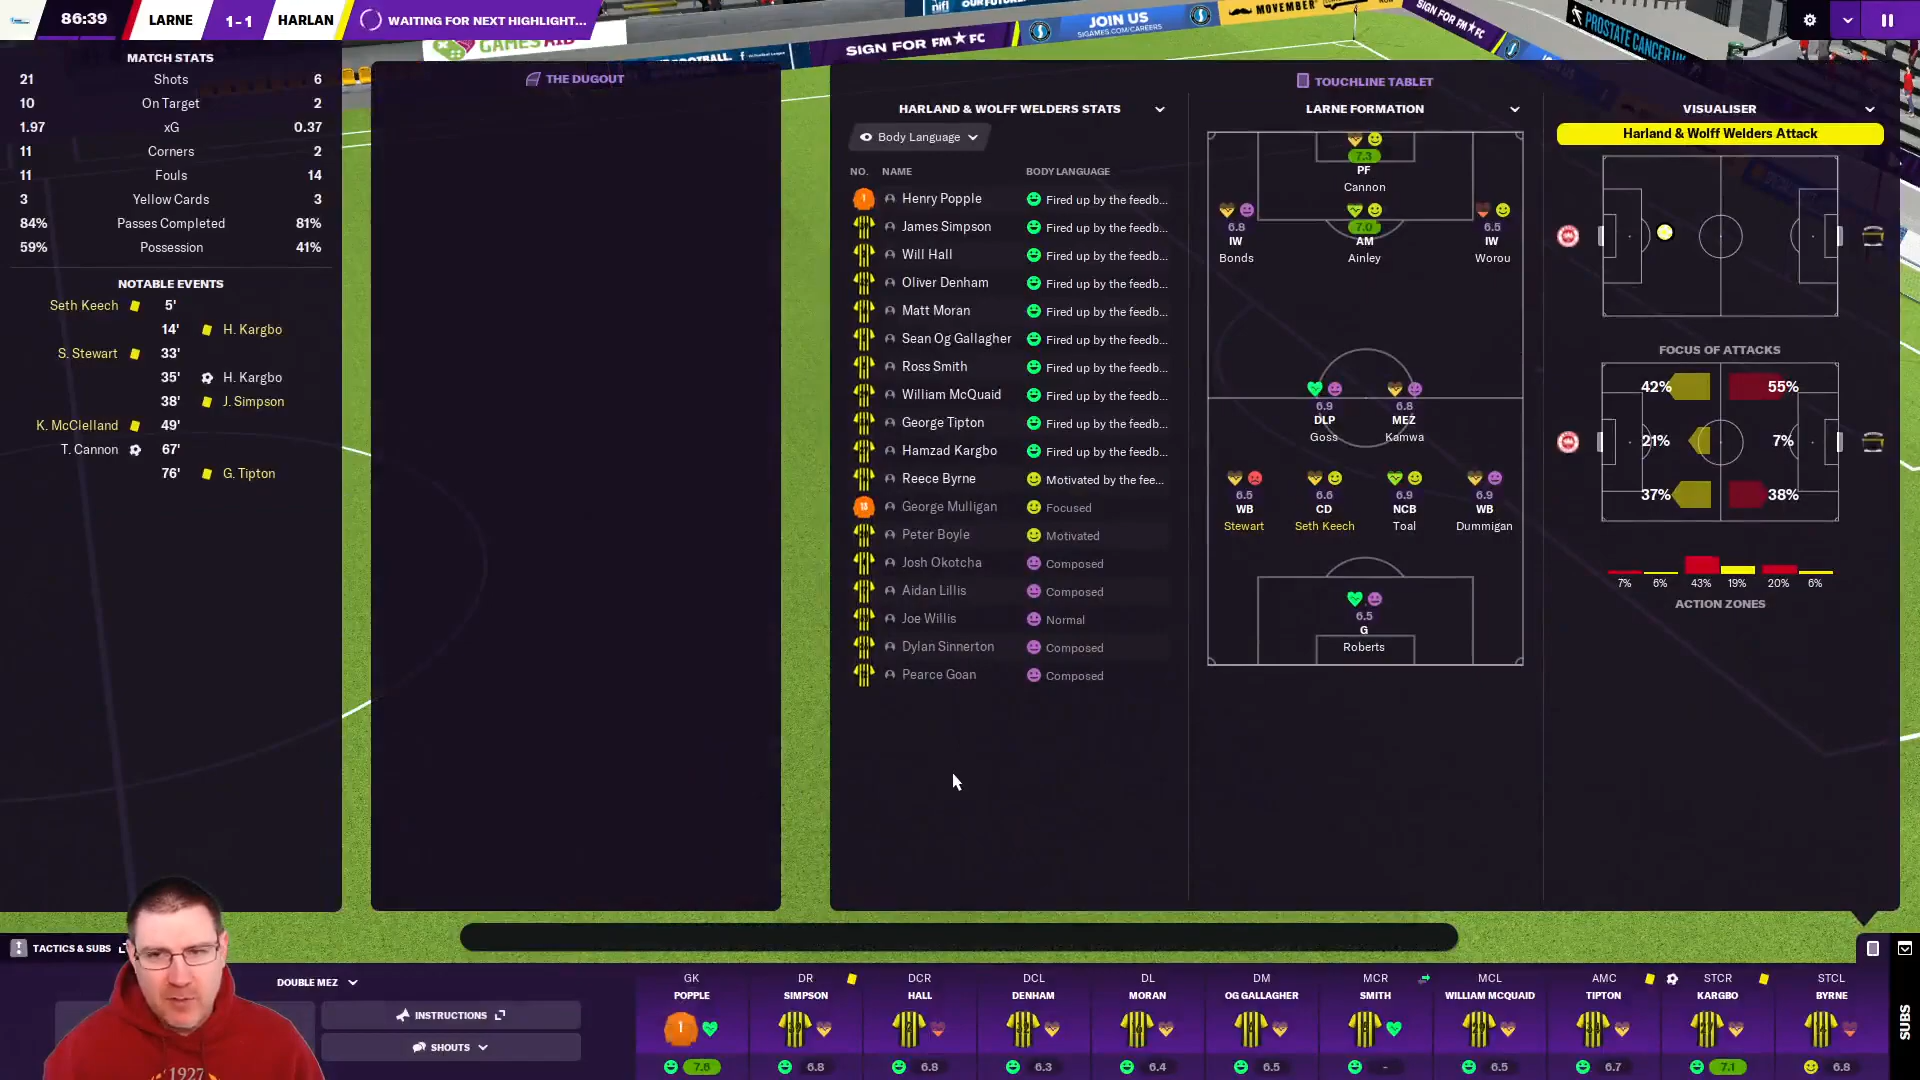 86:39 LARNE 1-1 HARLAN WAITING FOR NEXT HIGHLIGHT...
SIGN FOR FM★FC
JOIN US
SIGAMES.COM/CAREERS
MOVEMBER
SIGN FOR FM★FC
PROSTATE CANCER UK
MATCH STATS
21 Shots 6
10 On Target 2
1.97 xG 0.37
11 Corners 2
11 Fouls 14
3 Yellow Cards 3
84% Passes Completed 81%
59% Possession 41%
NOTABLE EVENTS
Seth Keech 5'
14' H. Kargbo
S. Stewart 33'
35' H. Kargbo
38' J. Simpson
K. McClelland 49'
T. Cannon 67'
76' G. Tipton
THE DUGOUT
TOUCHLINE TABLET
HARLAND & WOLFF WELDERS STATS
Body Language
NO. NAME BODY LANGUAGE
1 Henry Popple Fired up by the feedb...
James Simpson Fired up by the feedb...
Will Hall Fired up by the feedb...
Oliver Denham Fired up by the feedb...
Matt Moran Fired up by the feedb...
Sean Og Gallagher Fired up by the feedb...
Ross Smith Fired up by the feedb...
William McQuaid Fired up by the feedb...
George Tipton Fired up by the feedb...
Hamzad Kargbo Fired up by the feedb...
Reece Byrne Motivated by the fee...
George Mulligan Focused
Peter Boyle Motivated
Josh Okotcha Composed
Aidan Lillis Composed
Joe Willis Normal
Dylan Sinnerton Composed
Pearce Goan Composed
LARNE FORMATION
7.3
PF
Cannon
6.8 7.0 6.5
IW AM IW
Bonds Ainley Worou
6.9 6.8
DLP MEZ
Goss Kamwa
6.5 6.6 6.9 6.9
WB CD NCB WB
Stewart Seth Keech Toal Dummigan
6.5
G
Roberts
VISUALISER
Harland & Wolff Welders Attack
FOCUS OF ATTACKS
42% 55%
21% 7%
37% 38%
7% 6% 43% 19% 20% 6%
ACTION ZONES
TACTICS & SUBS
DOUBLE MEZ
INSTRUCTIONS
SHOUTS
1927
GK DR DCR DCL DL DM MCR MCL AMC STCR STCL
POPPLE SIMPSON HALL DENHAM MORAN OG GALLAGHER SMITH WILLIAM MCQUAID TIPTON KARGBO BYRNE
1
7.6 6.8 6.8 6.3 6.4 6.5 - 6.5 6.7 7.1 6.8
SUBS